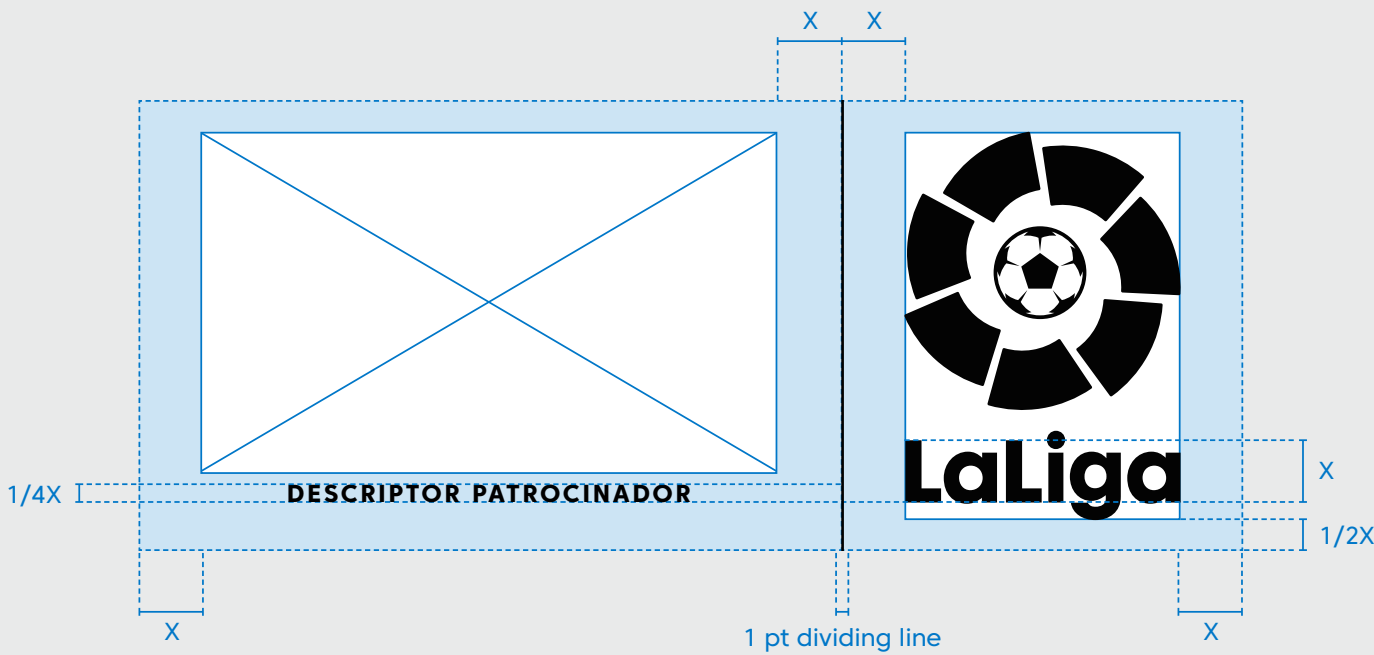 X X
DESCRIPTOR PATROCINADOR
1/4X
LaLiga
X
1/2X
X
1 pt dividing line
X